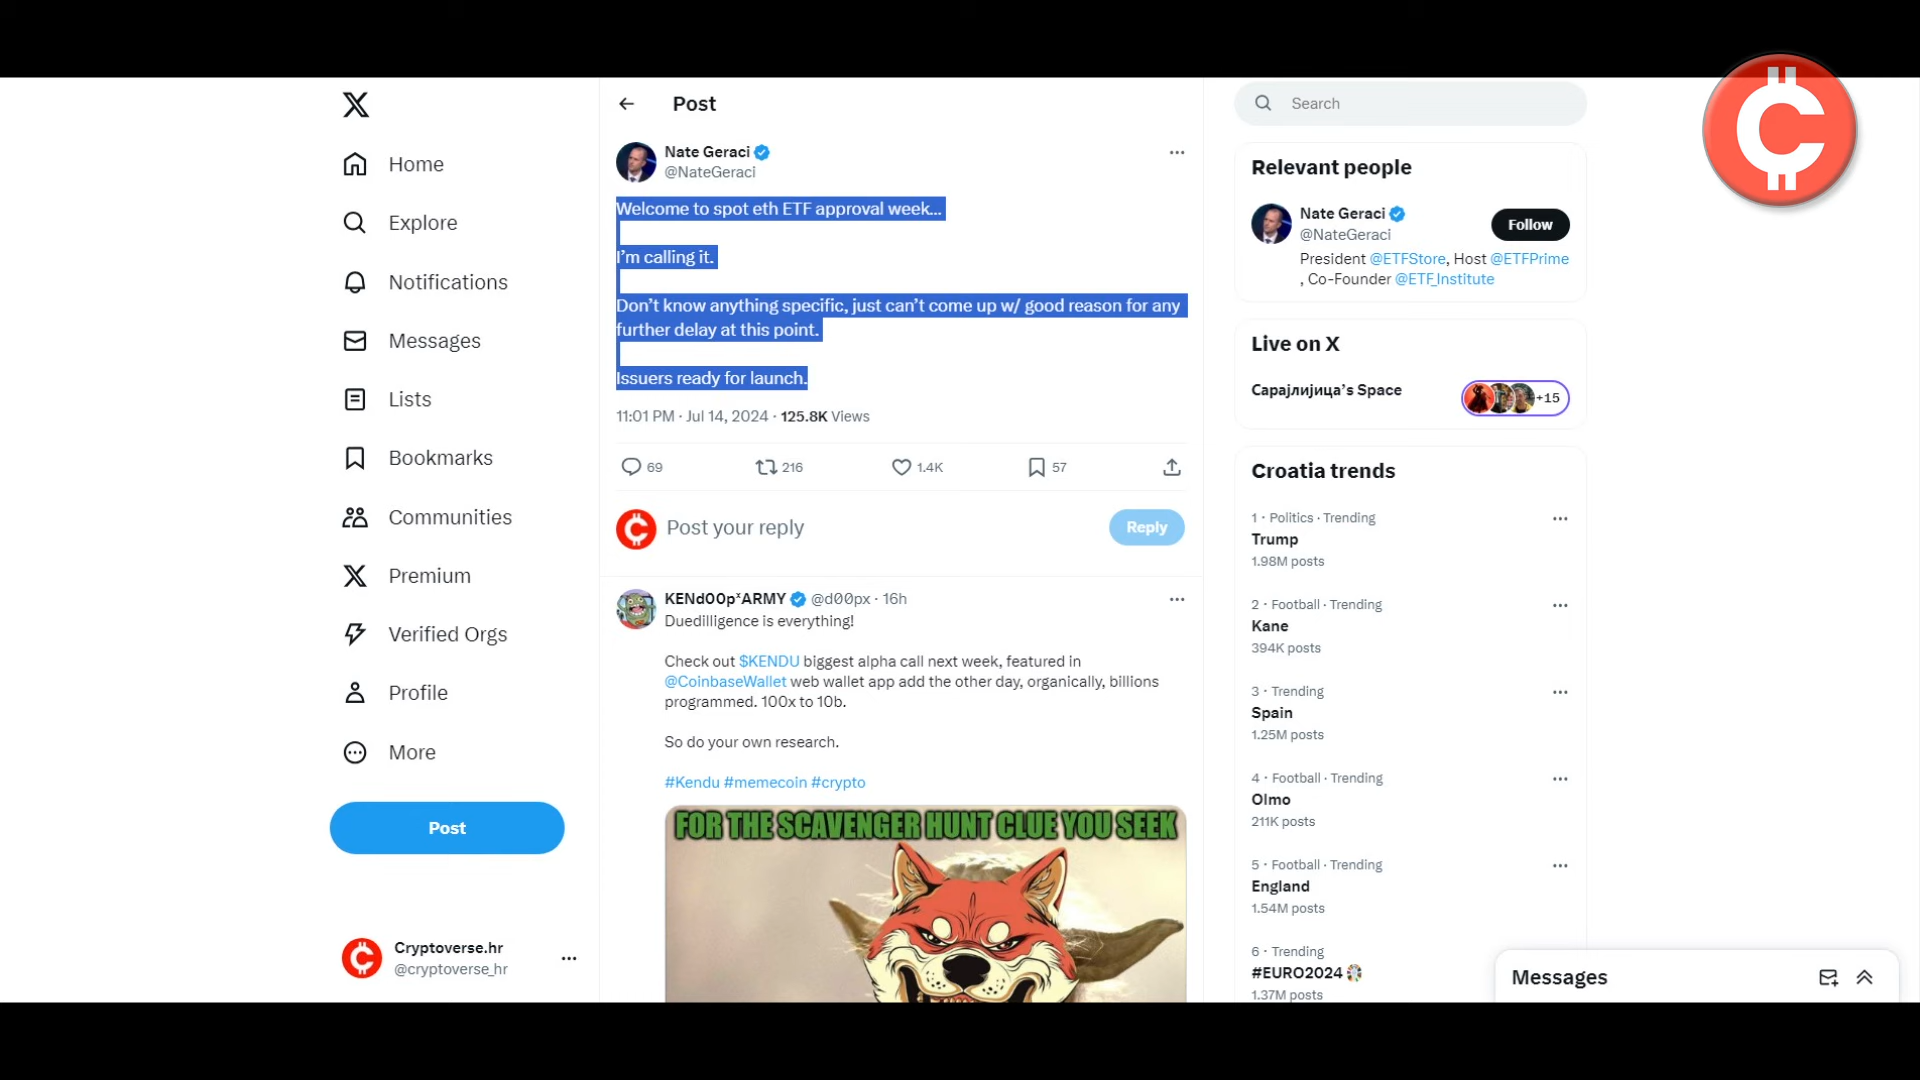 Home
Explore
Notifications
Messages
Lists
Bookmarks
Communities
Premium
Verified Orgs
Profile
More
Post
Cryptoverse.hr
@cryptoverse_hr
Post
Nate Geraci
@NateGeraci
Welcome to spot eth ETF approval week...
I'm calling it.
Don't know anything specific, just can't come up w/ good reason for any
further delay at this point.
Issuers ready for launch.
11:01 PM · Jul 14, 2024 · 125.8K Views
69 216 1.4K 57
Post your reply
Reply
KENd00pˣARMY @d00px · 16h
Duedilligence is everything!
Check out $KENDU biggest alpha call next week, featured in
@CoinbaseWallet web wallet app add the other day, organically, billions
programmed. 100x to 10b.
So do your own research.
#Kendu #memecoin #crypto
FOR THE SCAVENGER HUNT CLUE YOU SEEK
Search
Relevant people
Nate Geraci
@NateGeraci
Follow
President @ETFStore, Host @ETFPrime
, Co-Founder @ETF_Institute
Live on X
Сарајлијица's Space
+15
Croatia trends
1 · Politics · Trending
Trump
1.98M posts
2 · Football · Trending
Kane
394K posts
3 · Trending
Spain
1.25M posts
4 · Football · Trending
Olmo
211K posts
5 · Football · Trending
England
1.54M posts
6 · Trending
#EURO2024
1.37M posts
Messages